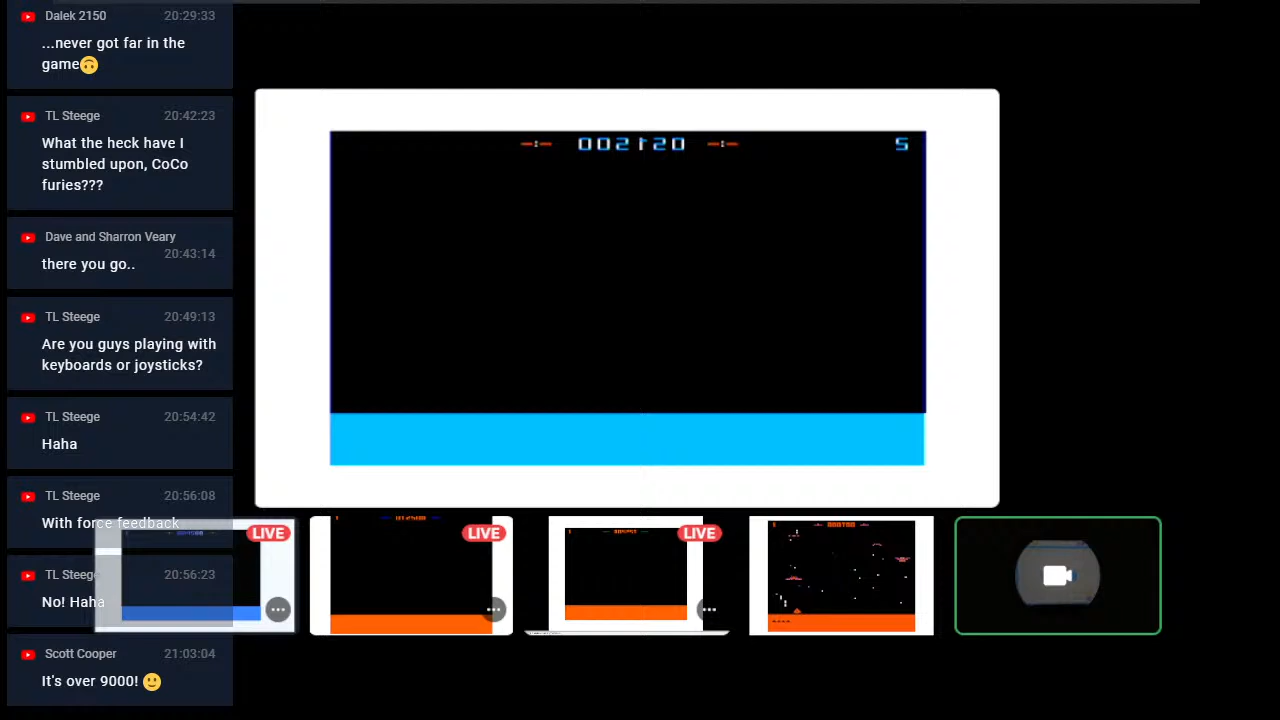 Dalek 2150 20:29:33
...never got far in the
game🙃
TL Steege 20:42:23
What the heck have I
stumbled upon, CoCo
furies???
Dave and Sharron Veary
20:43:14
there you go..
TL Steege 20:49:13
Are you guys playing with
keyboards or joysticks?
TL Steege 20:54:42
Haha
TL Steege 20:56:08
With force feedback
TL Steege 20:56:23
No! Haha
Scott Cooper 21:03:04
It's over 9000! 🙂
002120 5
LIVE
LIVE
LIVE